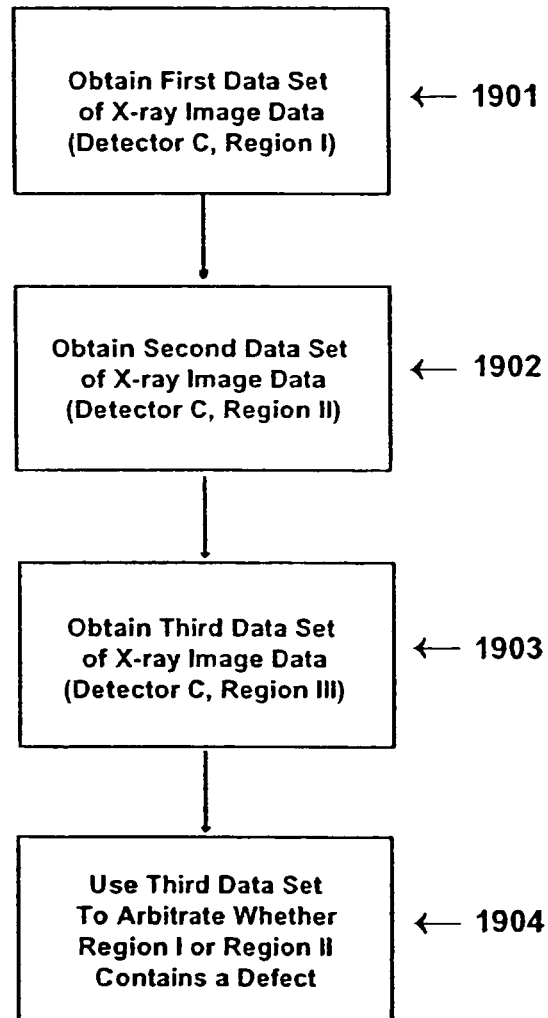 Obtain First Data Set
of X-ray Image Data
(Detector C, Region I)
← 1901
Obtain Second Data Set
of X-ray Image Data
(Detector C, Region II)
← 1902
Obtain Third Data Set
of X-ray Image Data
(Detector C, Region III)
← 1903
Use Third Data Set
To Arbitrate Whether
Region I or Region II
Contains a Defect
← 1904